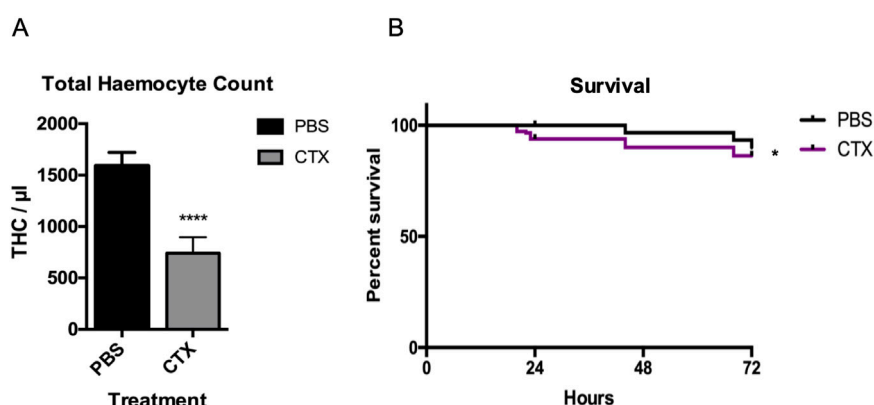 A
Total Haemocyte Count
2000
1500
1000
500
0
THC / µl
****
PBS
CTX
PBS
CTX
Treatment
B
Survival
100
50
0
Percent survival
PBS
CTX
*
0 24 48 72
Hours